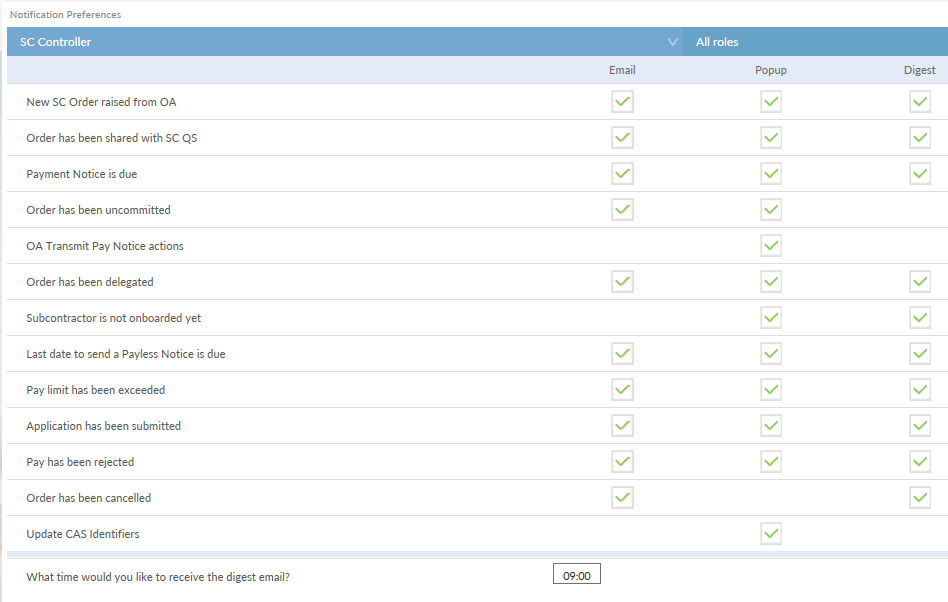 Notification Preferences
SC Controller All roles
Email Popup Digest
New SC Order raised from OA
Order has been shared with SC QS
Payment Notice is due
Order has been uncommitted
OA Transmit Pay Notice actions
Order has been delegated
Subcontractor is not onboarded yet
Last date to send a Payless Notice is due
Pay limit has been exceeded
Application has been submitted
Pay has been rejected
Order has been cancelled
Update CAS Identifiers
What time would you like to receive the digest email? 09:00